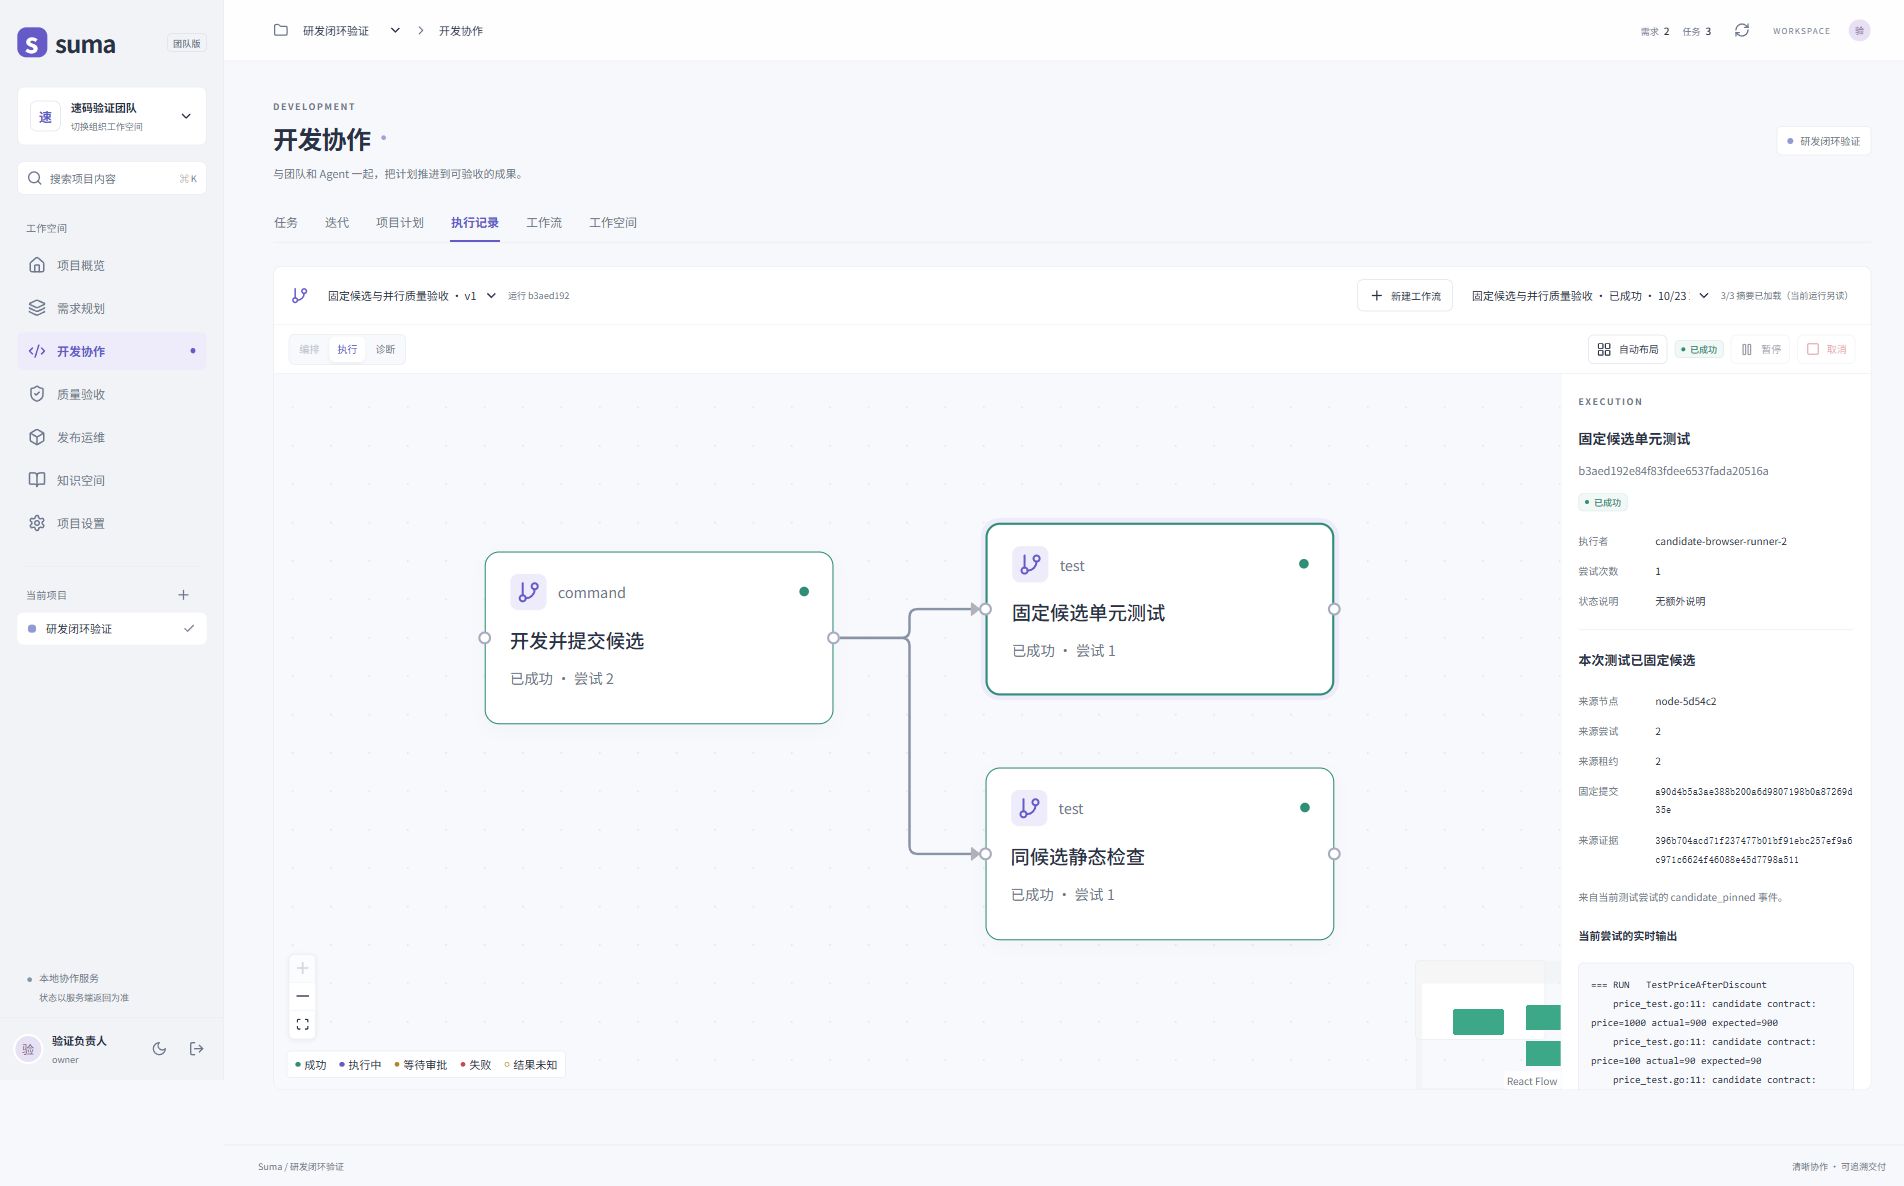 suma
团队版
速
速码验证团队
切换组织工作空间
搜索项目内容
⌘K
工作空间
项目概览
需求规划
开发协作
质量验收
发布运维
知识空间
项目设置
当前项目
研发闭环验证
本地协作服务
状态以服务端返回为准
验
验证负责人
owner
研发闭环验证
开发协作
需求 2
任务 3
WORKSPACE
验
DEVELOPMENT
开发协作
与团队和 Agent 一起，把计划推进到可验收的成果。
研发闭环验证
任务
迭代
项目计划
执行记录
工作流
工作空间
固定候选与并行质量验收 · v1
运行 b3aed192
新建工作流
固定候选与并行质量验收 · 已成功 · 10/23
3/3 摘要已加载（当前运行另读）
编排
执行
诊断
自动布局
已成功
暂停
取消
command
开发并提交候选
已成功 · 尝试 2
test
固定候选单元测试
已成功 · 尝试 1
test
同候选静态检查
已成功 · 尝试 1
成功
执行中
等待审批
失败
结果未知
React Flow
EXECUTION
固定候选单元测试
b3aed192e84f83fdee6537fada20516a
已成功
执行者 candidate-browser-runner-2
尝试次数 1
状态说明 无额外说明
本次测试已固定候选
来源节点 node-5d54c2
来源尝试 2
来源租约 2
固定提交 a90d4b5a3ae388b200a6d9807198b0a87269d
35e
来源证据 396b704acd71f237477b01bf91ebc257ef9a6
c971c6624f46088e45d7798a511
来自当前测试尝试的 candidate_pinned 事件。
当前尝试的实时输出
=== RUN TestPriceAfterDiscount
price_test.go:11: candidate contract:
price=1000 actual=900 expected=900
price_test.go:11: candidate contract:
price=100 actual=90 expected=90
price_test.go:11: candidate contract:
Suma / 研发闭环验证
清晰协作 · 可追溯交付